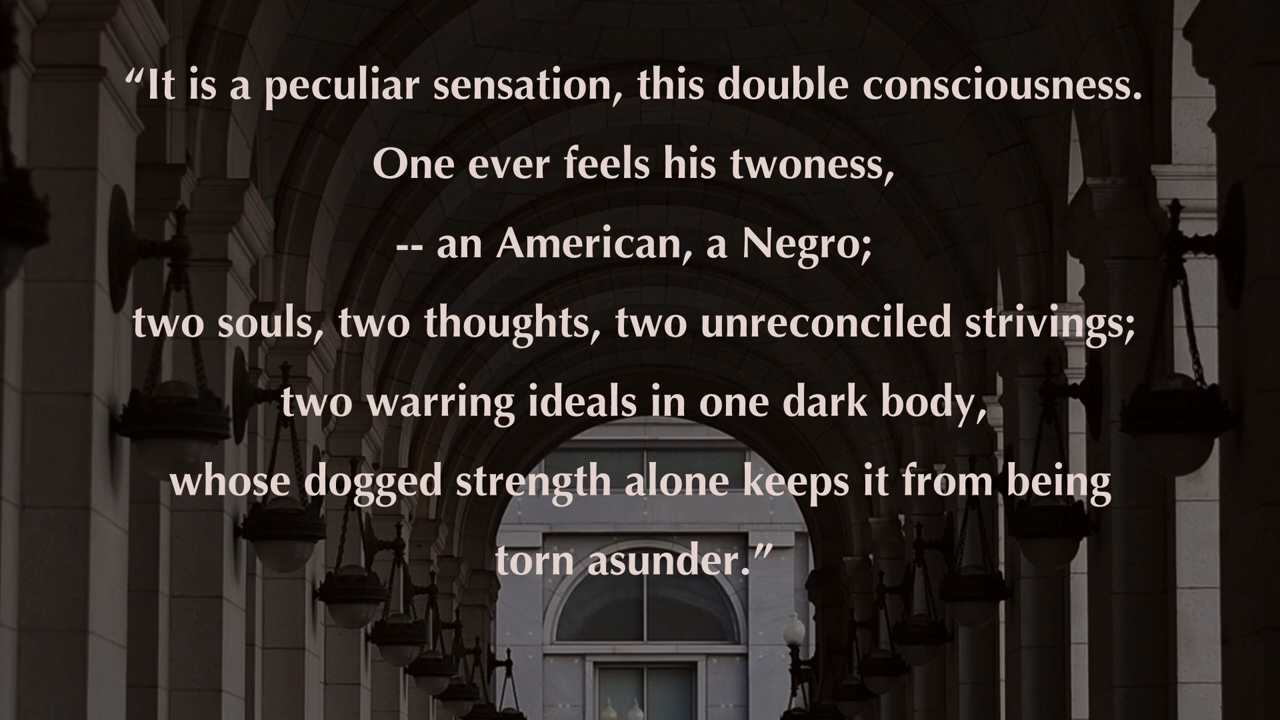 “It is a peculiar sensation, this double consciousness.
One ever feels his twoness,
-- an American, a Negro;
two souls, two thoughts, two unreconciled strivings;
two warring ideals in one dark body,
whose dogged strength alone keeps it from being
torn asunder.”